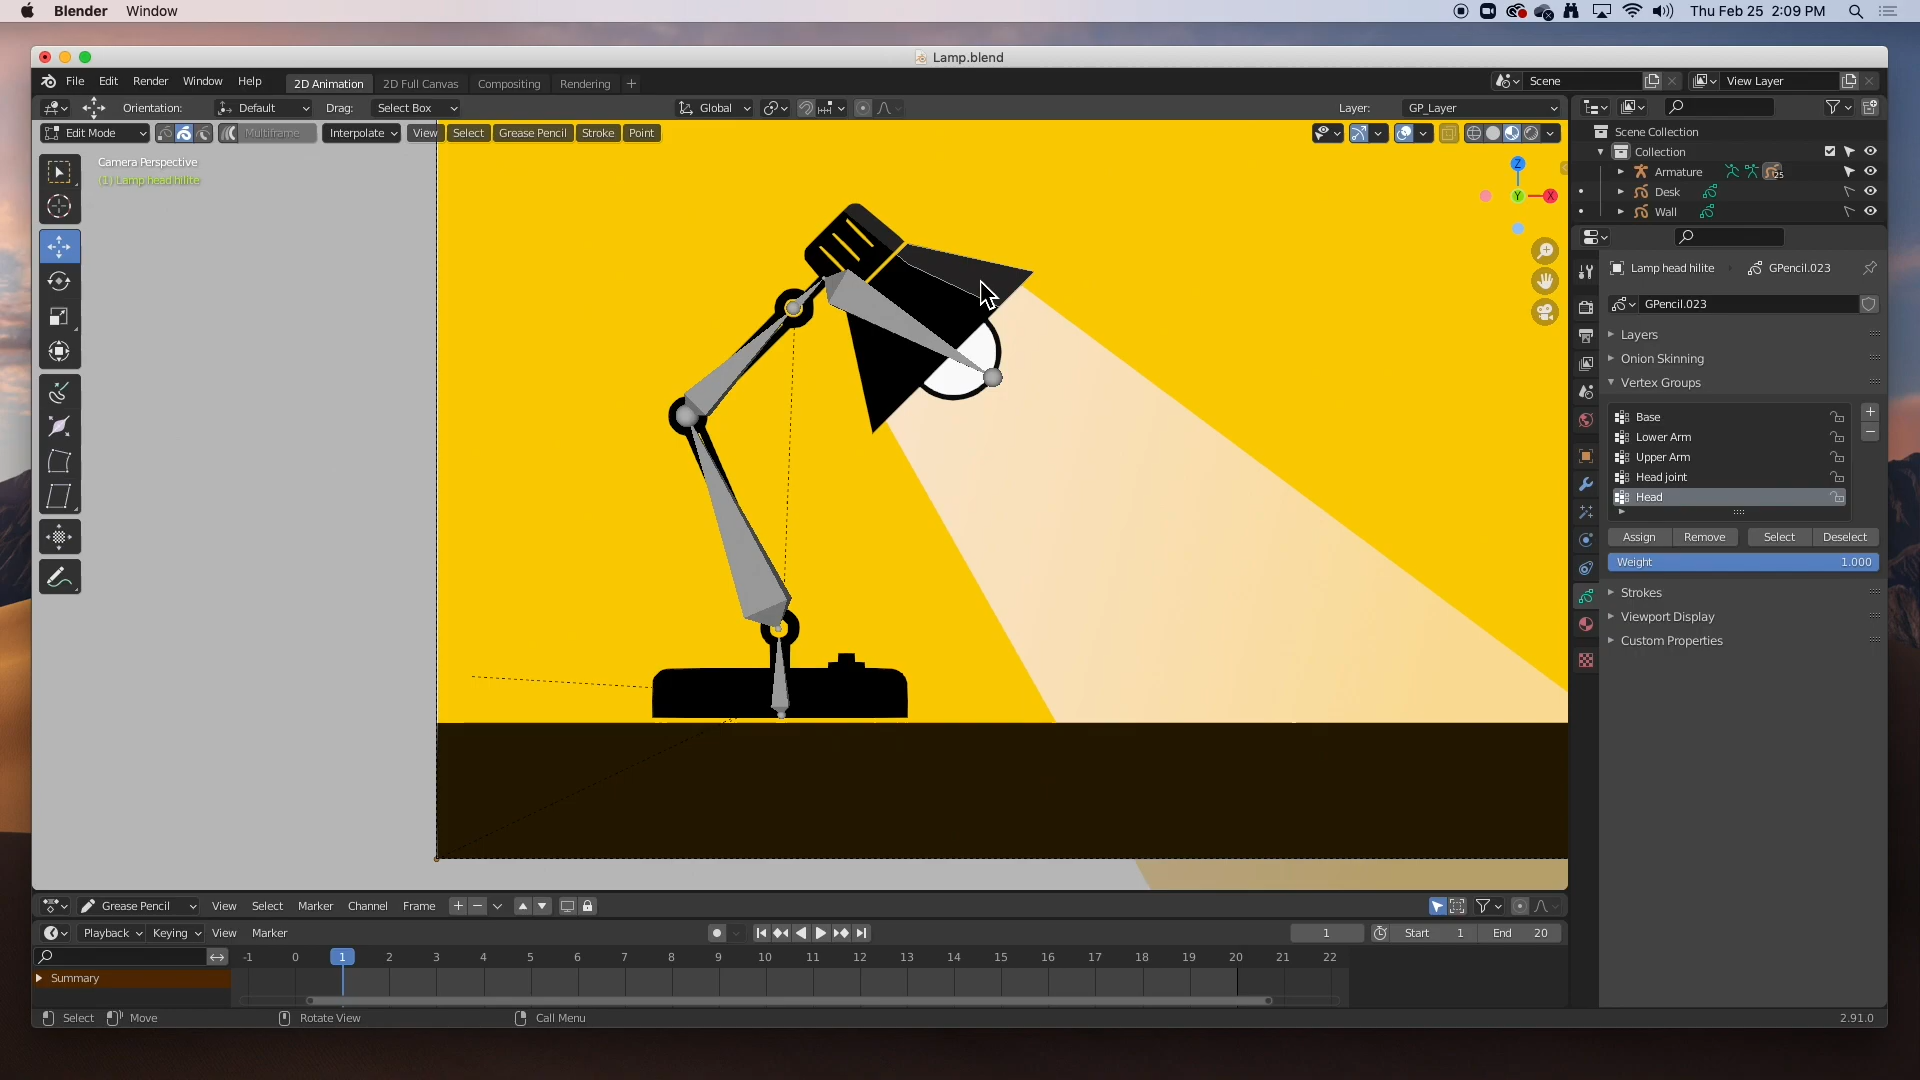 Blender Window Thu Feb 25 2:09 PM
Lamp.blend
File Edit Render Window Help 2D Animation 2D Full Canvas Compositing Rendering + Scene View Layer
Orientation: Default Drag: Select Box Global Layer: GP_Layer
Edit Mode Multiframe Interpolate View Select Grease Pencil Stroke Point
Camera Perspective
(1) Lamp head hilite
Z
Y
X
Scene Collection
Collection
Armature 25
Desk
Wall
Lamp head hilite GPencil.023
GPencil.023
Layers
Onion Skinning
Vertex Groups
Base
Lower Arm
Upper Arm
Head joint
Head
Assign Remove Select Deselect
Weight 1.000
Strokes
Viewport Display
Custom Properties
Grease Pencil View Select Marker Channel Frame
Playback Keying View Marker 1 Start 1 End 20
-1 0 1 2 3 4 5 6 7 8 9 10 11 12 13 14 15 16 17 18 19 20 21 22
Summary
Select Move Rotate View Call Menu 2.91.0